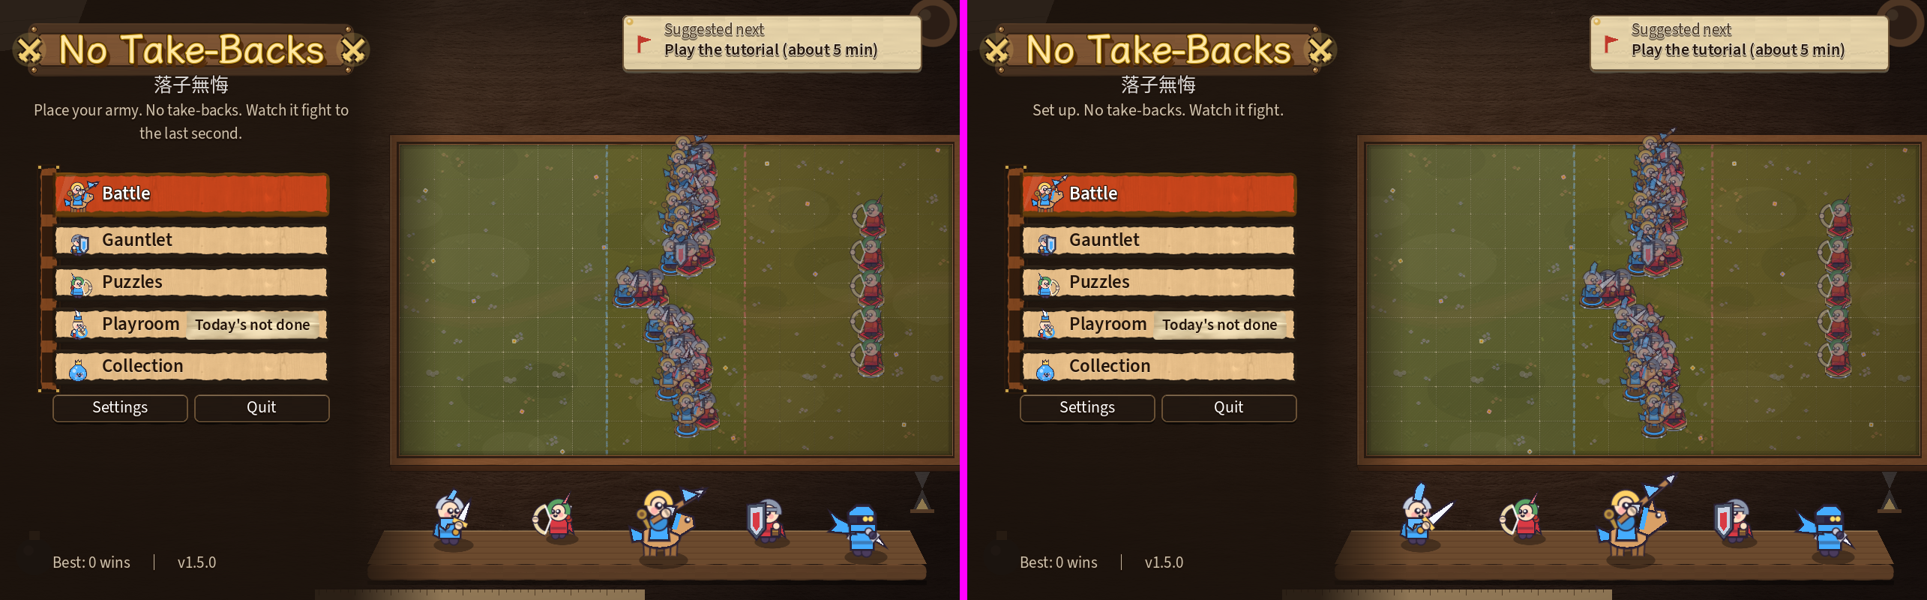 No Take-Backs
落子無悔
Place your army. No take-backs. Watch it fight to
the last second.
Suggested next
Play the tutorial (about 5 min)
Battle
Gauntlet
Puzzles
Playroom
Today's not done
Collection
Settings
Quit
Best: 0 wins
v1.5.0
No Take-Backs
落子無悔
Set up. No take-backs. Watch it fight.
Suggested next
Play the tutorial (about 5 min)
Battle
Gauntlet
Puzzles
Playroom
Today's not done
Collection
Settings
Quit
Best: 0 wins
v1.5.0